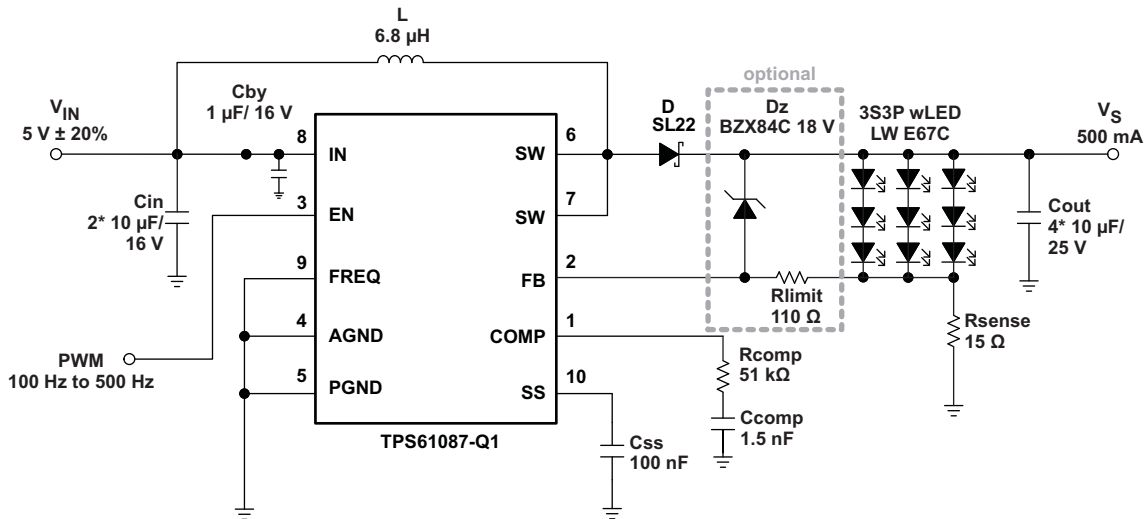 L
6.8 µH
optional
Cby
1 µF/ 16 V
D
SL22
Dz
BZX84C 18 V
3S3P wLED
LW E67C
VIN
5 V ± 20%
VS
500 mA
8
IN
SW
6
3
EN
SW
7
Cin
2* 10 µF/
16 V
Cout
4* 10 µF/
25 V
9
FREQ
FB
2
Rlimit
110 Ω
4
AGND
COMP
1
Rsense
15 Ω
PWM
100 Hz to 500 Hz
5
PGND
SS
10
Rcomp
51 kΩ
Ccomp
1.5 nF
TPS61087-Q1
Css
100 nF